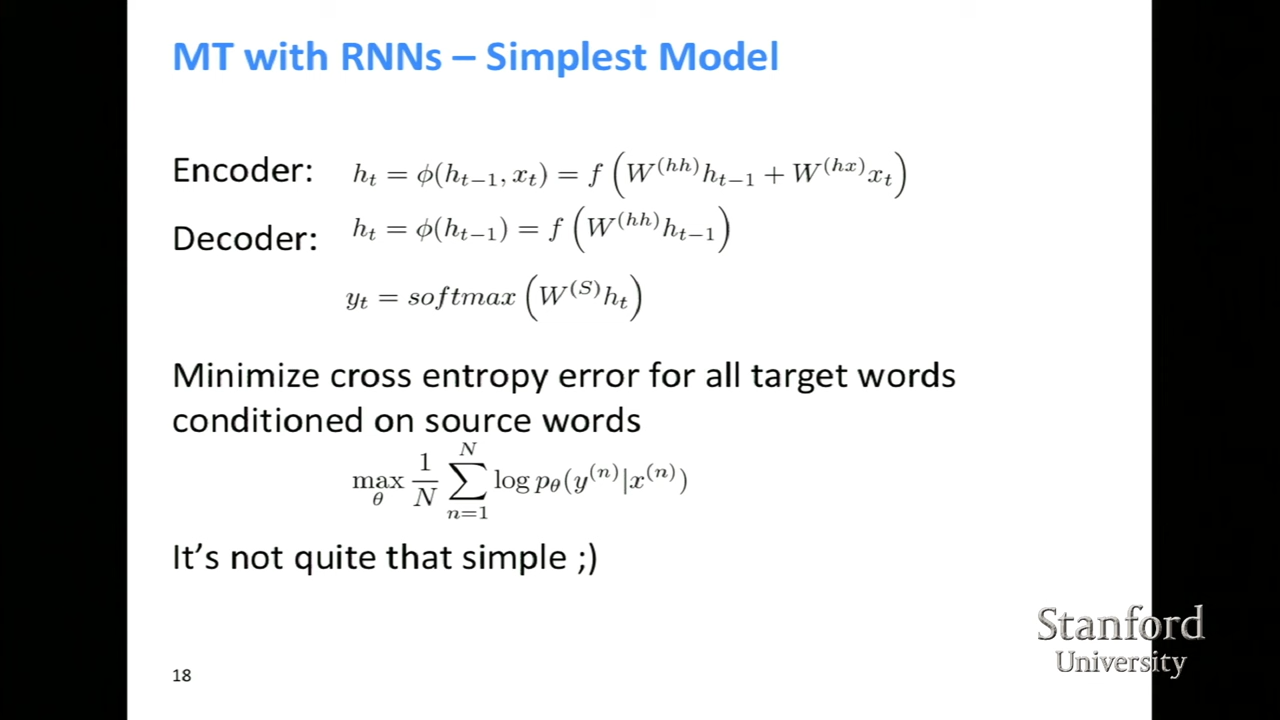 MT with RNNs – Simplest Model
Encoder: h_t = ϕ(h_{t−1}, x_t) = f(W^{(hh)}h_{t−1} + W^{(hx)}x_t)
Decoder: h_t = ϕ(h_{t−1}) = f(W^{(hh)}h_{t−1})
y_t = softmax(W^{(S)}h_t)
Minimize cross entropy error for all target words
conditioned on source words
max_θ \frac{1}{N} \sum_{n=1}^{N} log p_θ(y^{(n)}|x^{(n)})
It's not quite that simple ;)
Stanford
University
18